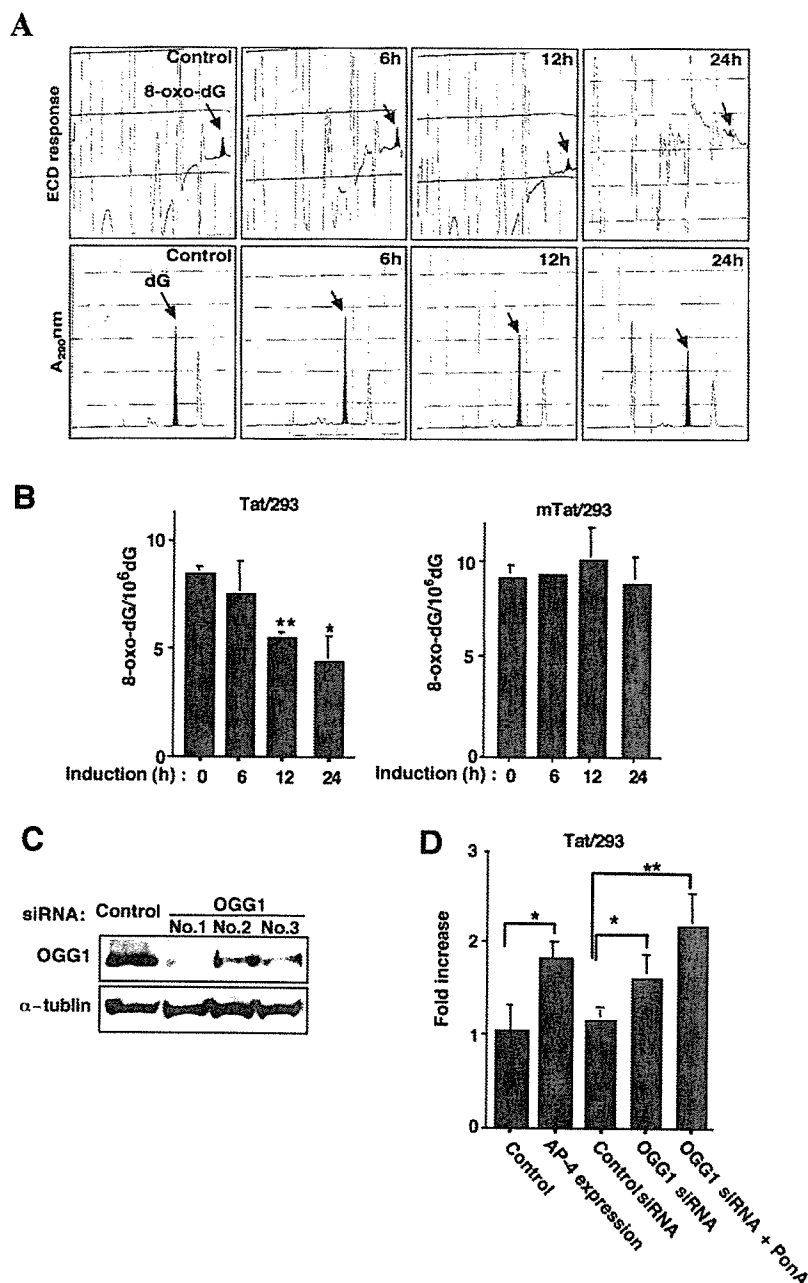 A
Control 6h 12h 24h
8-oxo-dG
ECD response
Control 6h 12h 24h
dG
A₂₉₀nm
B
Tat/293
10
5
0
8-oxo-dG/10⁶dG
** *
Induction (h) : 0 6 12 24
mTat/293
10
5
0
8-oxo-dG/10⁶dG
Induction (h) : 0 6 12 24
C
siRNA: Control OGG1
No.1 No.2 No.3
OGG1
α-tublin
D
Tat/293
3
2
1
0
Fold increase
* * **
Control
AP-4 expression
Control siRNA
OGG1 siRNA
OGG1 siRNA + PonA